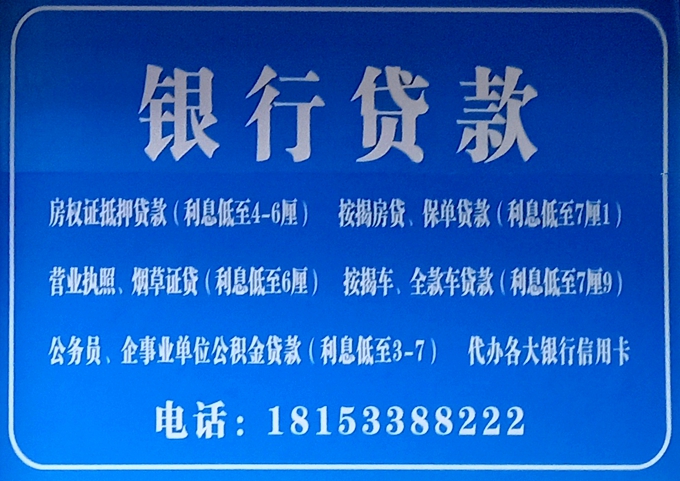 银行贷款
房权证抵押贷款(利息低至4-6厘) 按揭房贷、保单贷款(利息低至7厘1)
营业执照、烟草证贷(利息低至6厘) 按揭车、全款车贷款(利息低至7厘9)
公务员、企事业单位公积金贷款(利息低至3-7) 代办各大银行信用卡
电话:18153388222